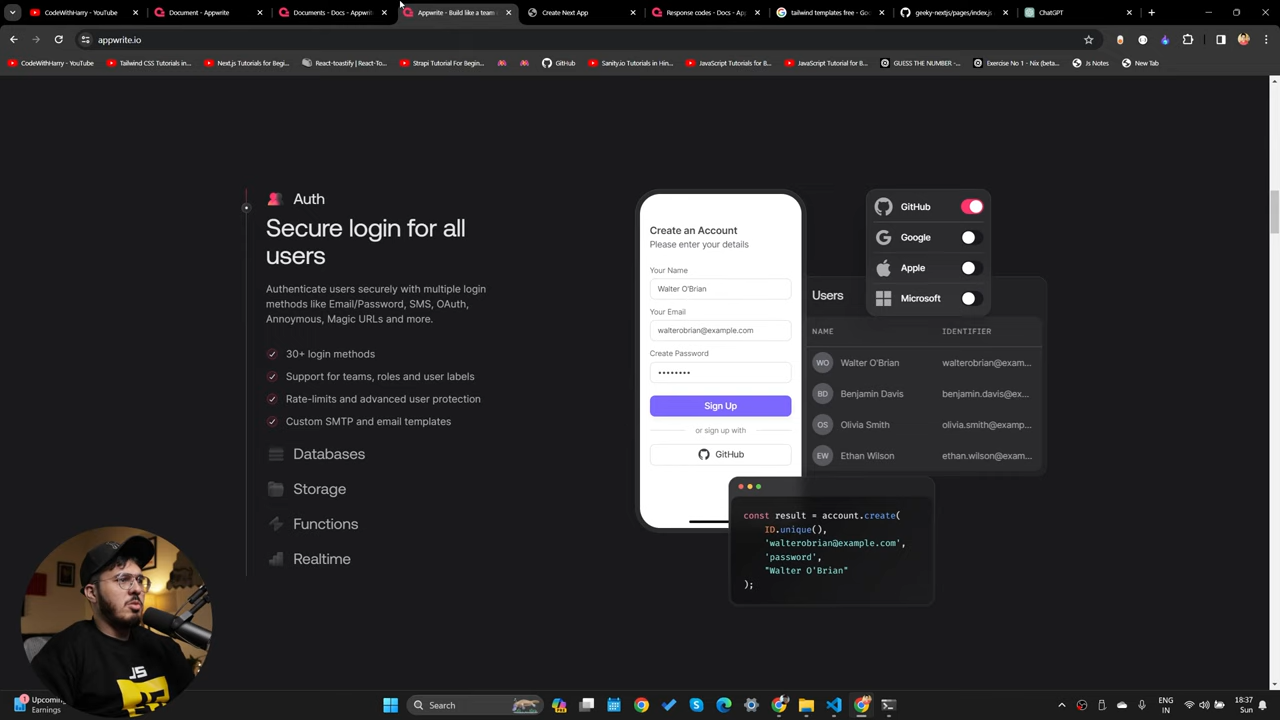 CodeWithHarry - YouTube
Document - Appwrite
Documents - Docs - Appwri
Appwrite - Build like a team
Create Next App
Response codes - Docs - Ap
tailwind templates free - Goo
geeky-nextjs/pages/index.js
ChatGPT
appwrite.io
CodeWithHarry - YouTube
Tailwind CSS Tutorials in...
Next.js Tutorials for Begi...
React-toastify | React-To...
Strapi Tutorial For Begin...
GitHub
Sanity.io Tutorials in Hin...
JavaScript Tutorials for B...
JavaScript Tutorial for B...
GUESS THE NUMBER -...
Exercise No 1 - Nix (beta...
Js Notes
New Tab
Auth
Secure login for all
users
Authenticate users securely with multiple login
methods like Email/Password, SMS, OAuth,
Annoymous, Magic URLs and more.
30+ login methods
Support for teams, roles and user labels
Rate-limits and advanced user protection
Custom SMTP and email templates
Databases
Storage
Functions
Realtime
Create an Account
Please enter your details
Your Name
Walter O'Brian
Your Email
walterobrian@example.com
Create Password
••••••••
Sign Up
or sign up with
GitHub
GitHub
Google
Apple
Microsoft
Users
NAME IDENTIFIER
WO Walter O'Brian walterobrian@exam...
BD Benjamin Davis benjamin.davis@ex...
OS Olivia Smith olivia.smith@examp...
EW Ethan Wilson ethan.wilson@exam...
const result = account.create(
ID.unique(),
'walterobrian@example.com',
'password',
"Walter O'Brian"
);
JS
1
Upcoming
Earnings
Search
ENG
IN
18:37
Sun